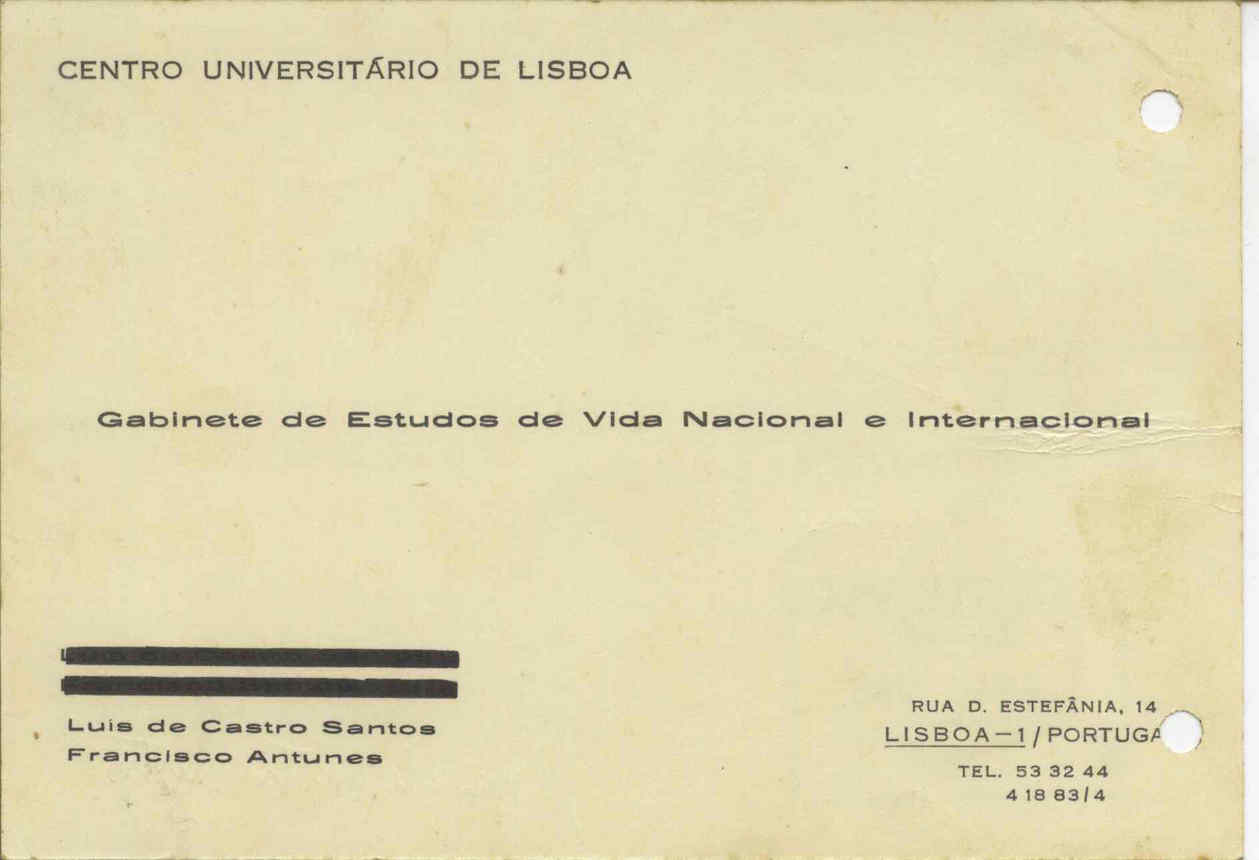 CENTRO UNIVERSITÁRIO DE LISBOA
Gabinete de Estudos de Vida Nacional e Internacional
Luis de Castro Santos
Francisco Antunes
RUA D. ESTEFÂNIA, 14
LISBOA-1/PORTUGA
TEL. 53 32 44
4 18 83/4